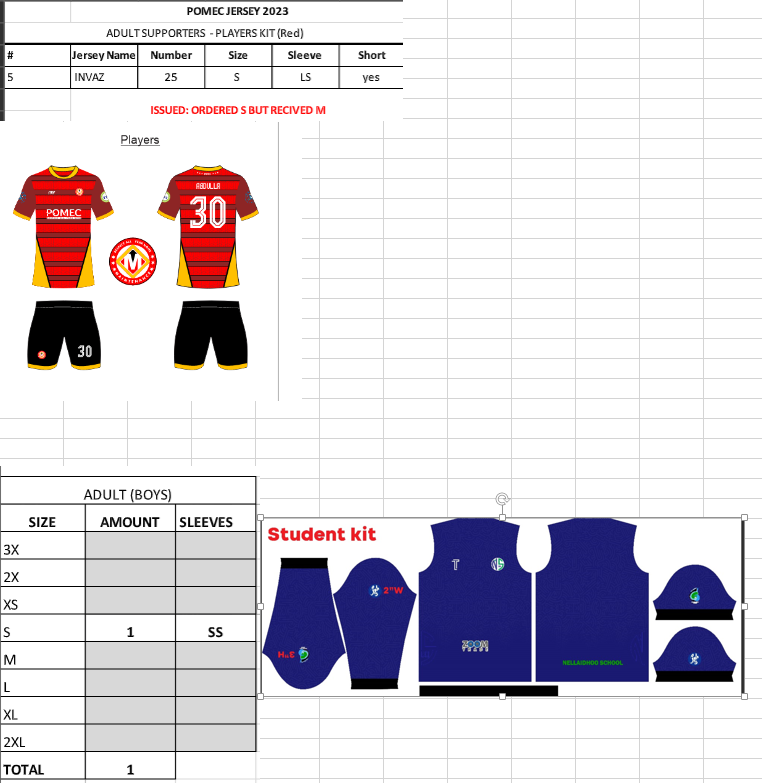 POMEC JERSEY 2023
ADULT SUPPORTERS - PLAYERS KIT (Red)
# Jersey Name Number Size Sleeve Short
5 INVAZ 25 S LS yes
ISSUED: ORDERED S BUT RECIVED M
Players
POMEC
ABDULLA
30
M
30
ADULT (BOYS)
SIZE AMOUNT SLEEVES
3X
2X
XS
S 1 SS
M
L
XL
2XL
TOTAL 1
Student kit
T
2"W
ZOOM
NELLAIDHOO SCHOOL